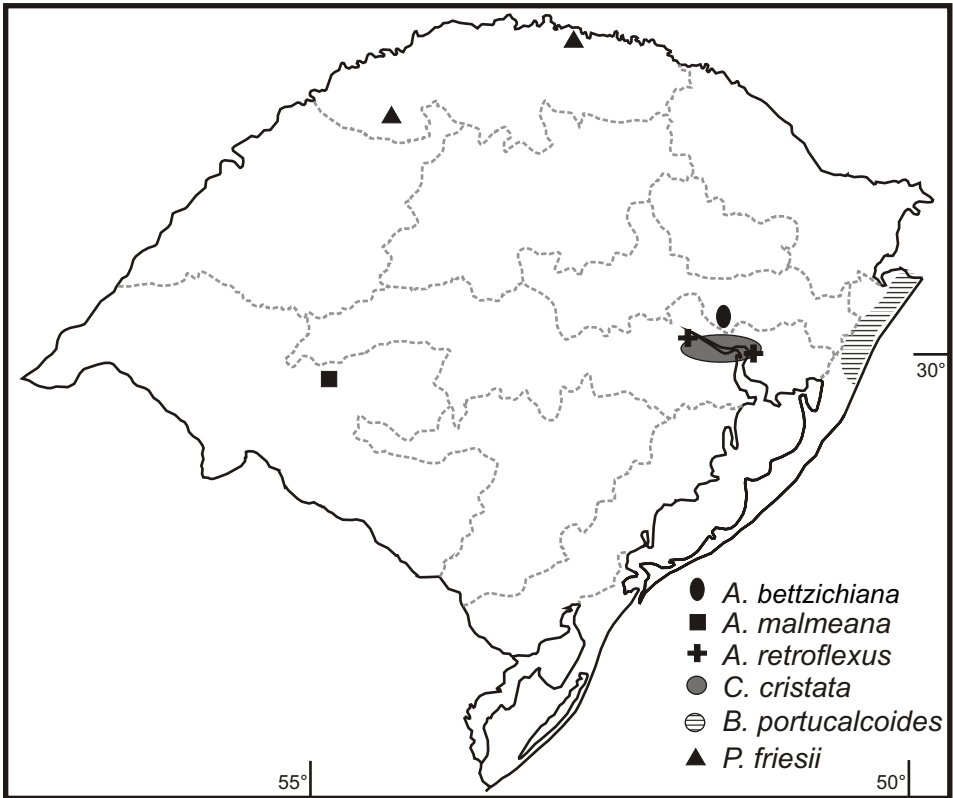 30°
A. bettzichiana
A. malmeana
A. retroflexus
C. cristata
B. portucalcoides
P. friesii
55°
50°